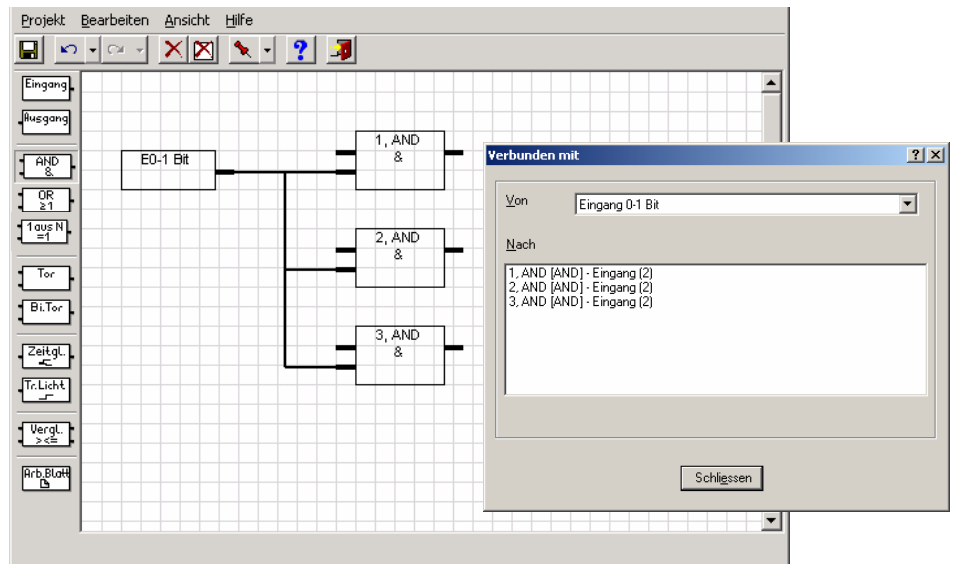 Projekt Bearbeiten Ansicht Hilfe
?
Eingang
Ausgang
AND
&
OR
≥1
1 aus N
=1
Tor
Bi.Tor
Zeitgl.
Tr.Licht
Vergl.
><=
Arb.Blatt
E0-1 Bit
1, AND
&
2, AND
&
3, AND
&
Verbunden mit
?
Von
Eingang 0-1 Bit
Nach
1, AND [AND] - Eingang (2)
2, AND [AND] - Eingang (2)
3, AND [AND] - Eingang (2)
Schliessen